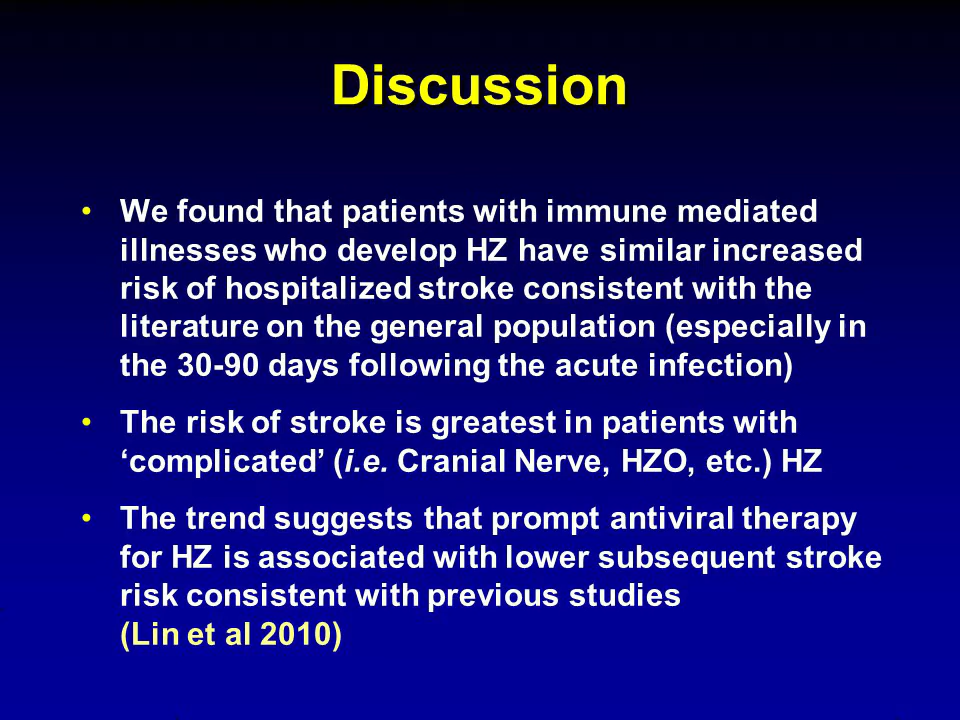 Discussion
• We found that patients with immune mediated
illnesses who develop HZ have similar increased
risk of hospitalized stroke consistent with the
literature on the general population (especially in
the 30-90 days following the acute infection)
• The risk of stroke is greatest in patients with
‘complicated’ (i.e. Cranial Nerve, HZO, etc.) HZ
• The trend suggests that prompt antiviral therapy
for HZ is associated with lower subsequent stroke
risk consistent with previous studies
(Lin et al 2010)